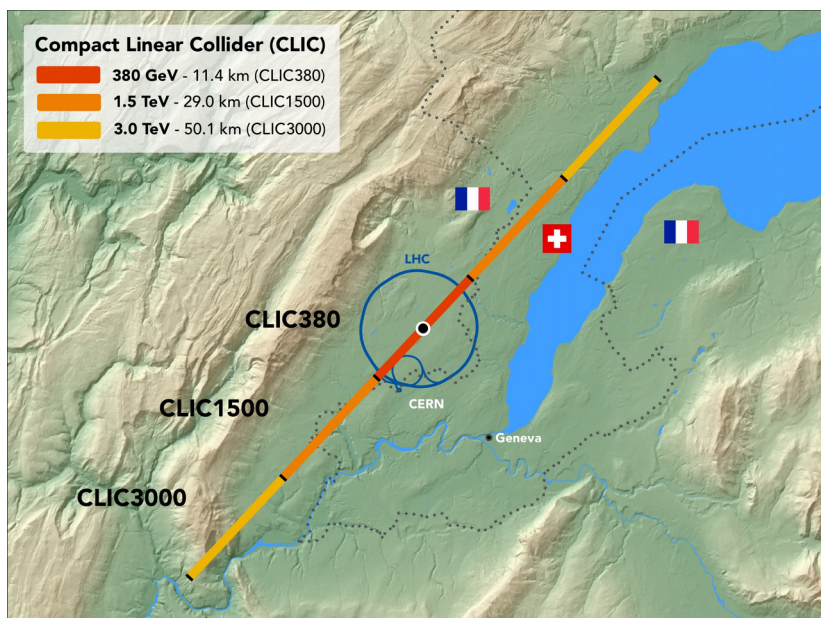 Compact Linear Collider (CLIC)
380 GeV - 11.4 km (CLIC380)
1.5 TeV - 29.0 km (CLIC1500)
3.0 TeV - 50.1 km (CLIC3000)
LHC
CLIC380
CLIC1500
CERN
Geneva
CLIC3000